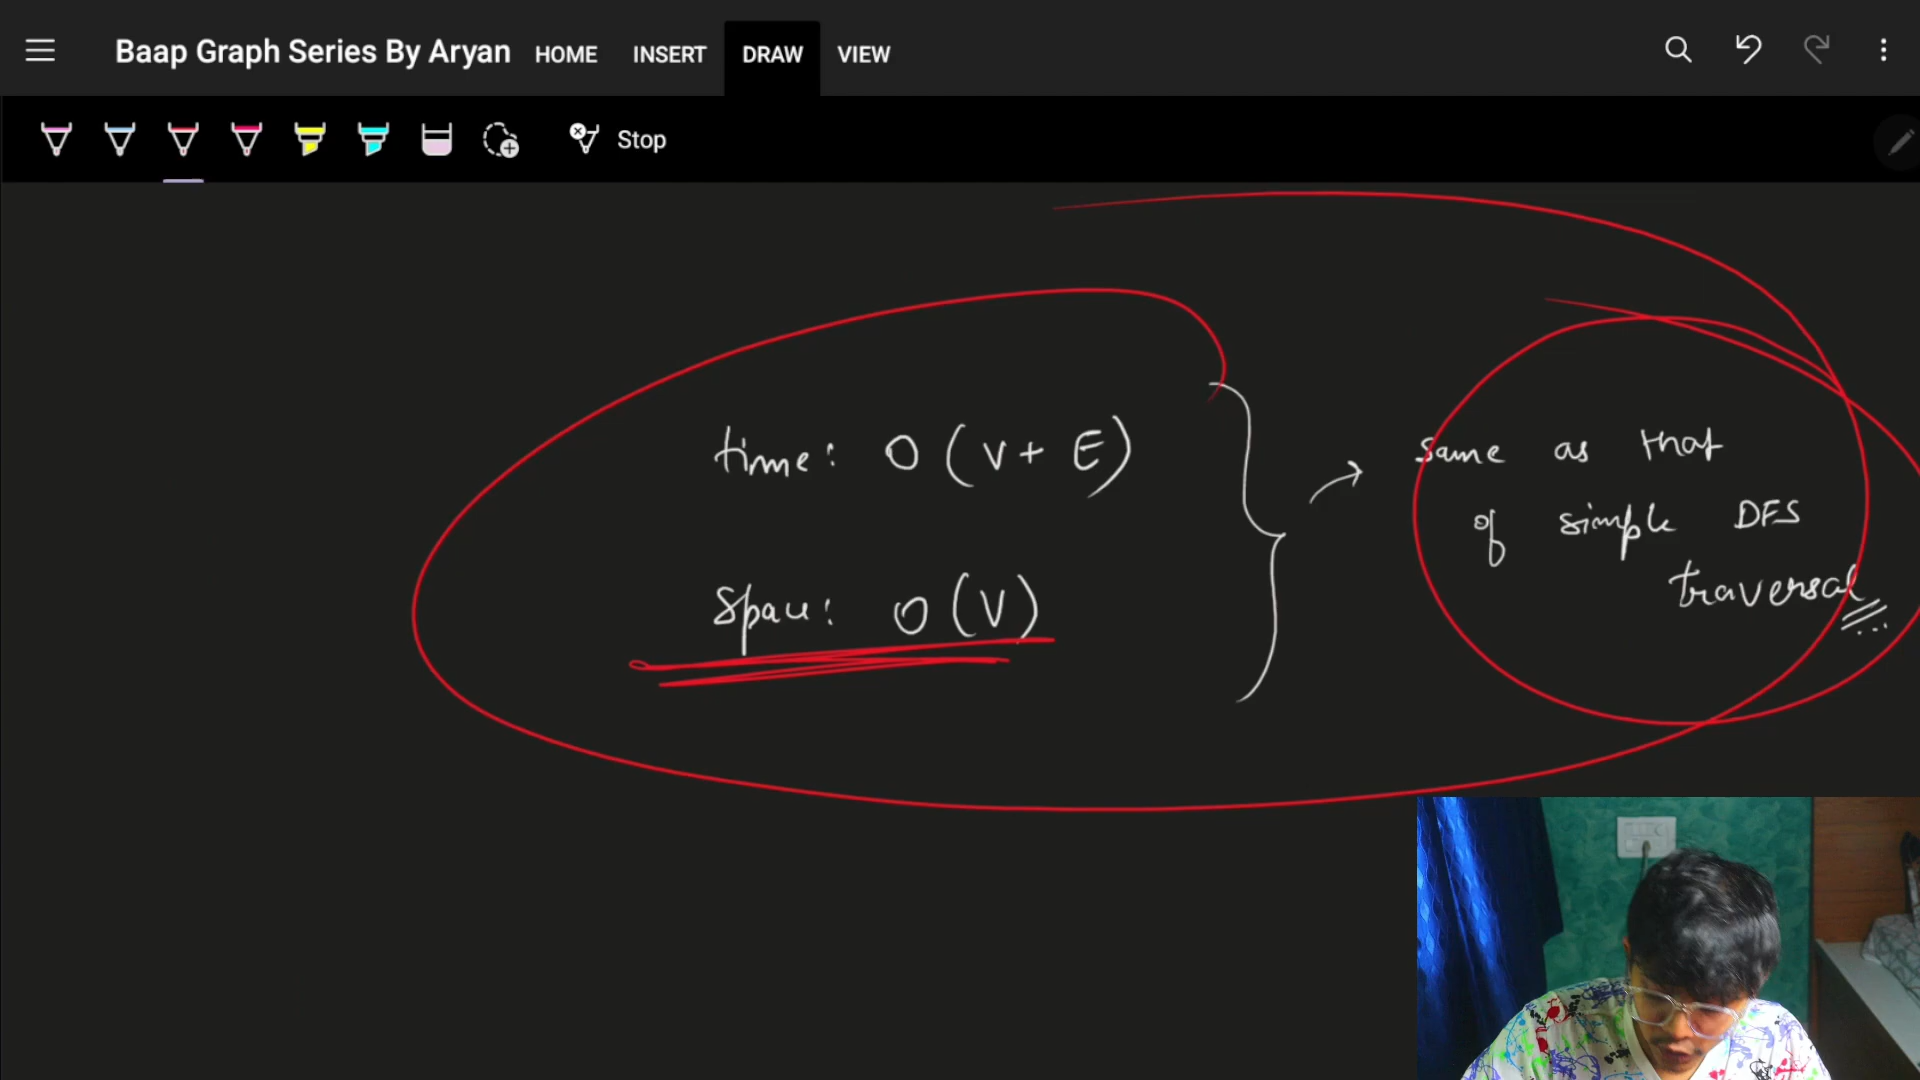 Baap Graph Series By Aryan HOME INSERT DRAW VIEW
Stop
time: O (V + E)
Space: O (V)
Same as that
of simple DFS
traversal